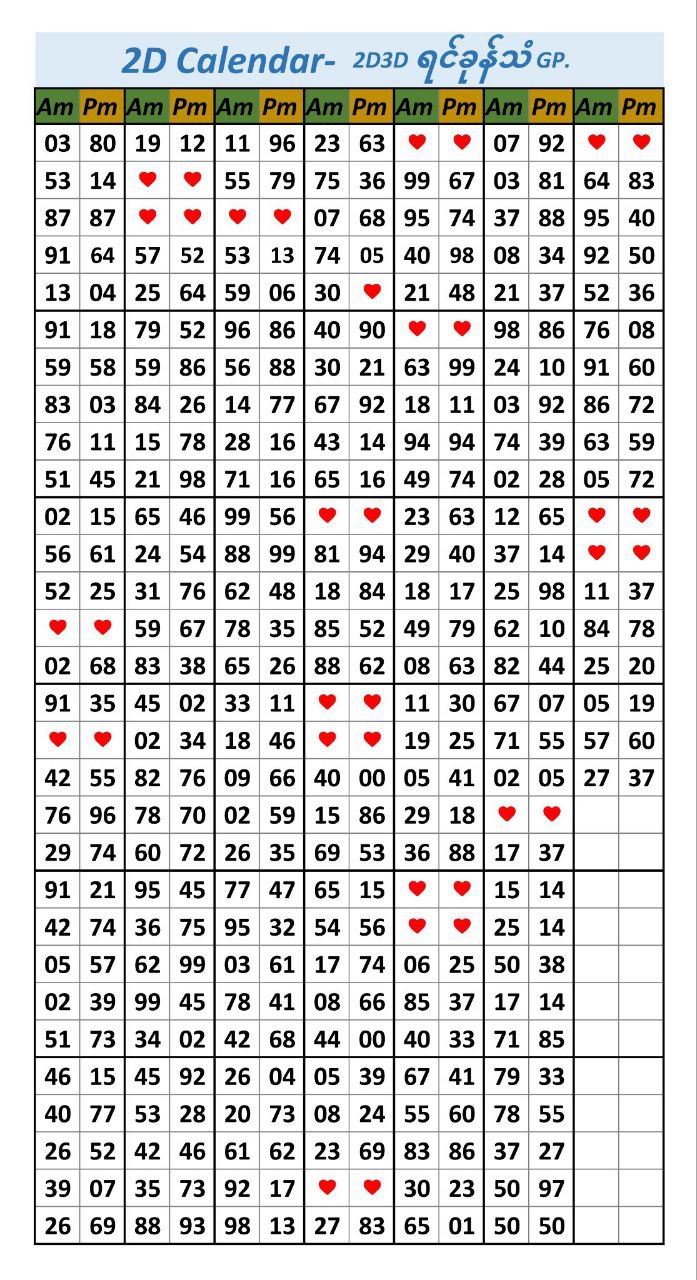 2D Calendar- 2D3D ရင်ခုန်သံ GP.
Am Pm Am Pm Am Pm Am Pm Am Pm Am Pm Am Pm
03 80 19 12 11 96 23 63 ♥ ♥ 07 92 ♥ ♥
53 14 ♥ ♥ 55 79 75 36 99 67 03 81 64 83
87 87 ♥ ♥ ♥ ♥ 07 68 95 74 37 88 95 40
91 64 57 52 53 13 74 05 40 98 08 34 92 50
13 04 25 64 59 06 30 ♥ 21 48 21 37 52 36
91 18 79 52 96 86 40 90 ♥ ♥ 98 86 76 08
59 58 59 86 56 88 30 21 63 99 24 10 91 60
83 03 84 26 14 77 67 92 18 11 03 92 86 72
76 11 15 78 28 16 43 14 94 94 74 39 63 59
51 45 21 98 71 16 65 16 49 74 02 28 05 72
02 15 65 46 99 56 ♥ ♥ 23 63 12 65 ♥ ♥
56 61 24 54 88 99 81 94 29 40 37 14 ♥ ♥
52 25 31 76 62 48 18 84 18 17 25 98 11 37
♥ ♥ 59 67 78 35 85 52 49 79 62 10 84 78
02 68 83 38 65 26 88 62 08 63 82 44 25 20
91 35 45 02 33 11 ♥ ♥ 11 30 67 07 05 19
♥ ♥ 02 34 18 46 ♥ ♥ 19 25 71 55 57 60
42 55 82 76 09 66 40 00 05 41 02 05 27 37
76 96 78 70 02 59 15 86 29 18 ♥ ♥
29 74 60 72 26 35 69 53 36 88 17 37
91 21 95 45 77 47 65 15 ♥ ♥ 15 14
42 74 36 75 95 32 54 56 ♥ ♥ 25 14
05 57 62 99 03 61 17 74 06 25 50 38
02 39 99 45 78 41 08 66 85 37 17 14
51 73 34 02 42 68 44 00 40 33 71 85
46 15 45 92 26 04 05 39 67 41 79 33
40 77 53 28 20 73 08 24 55 60 78 55
26 52 42 46 61 62 23 69 83 86 37 27
39 07 35 73 92 17 ♥ ♥ 30 23 50 97
26 69 88 93 98 13 27 83 65 01 50 50